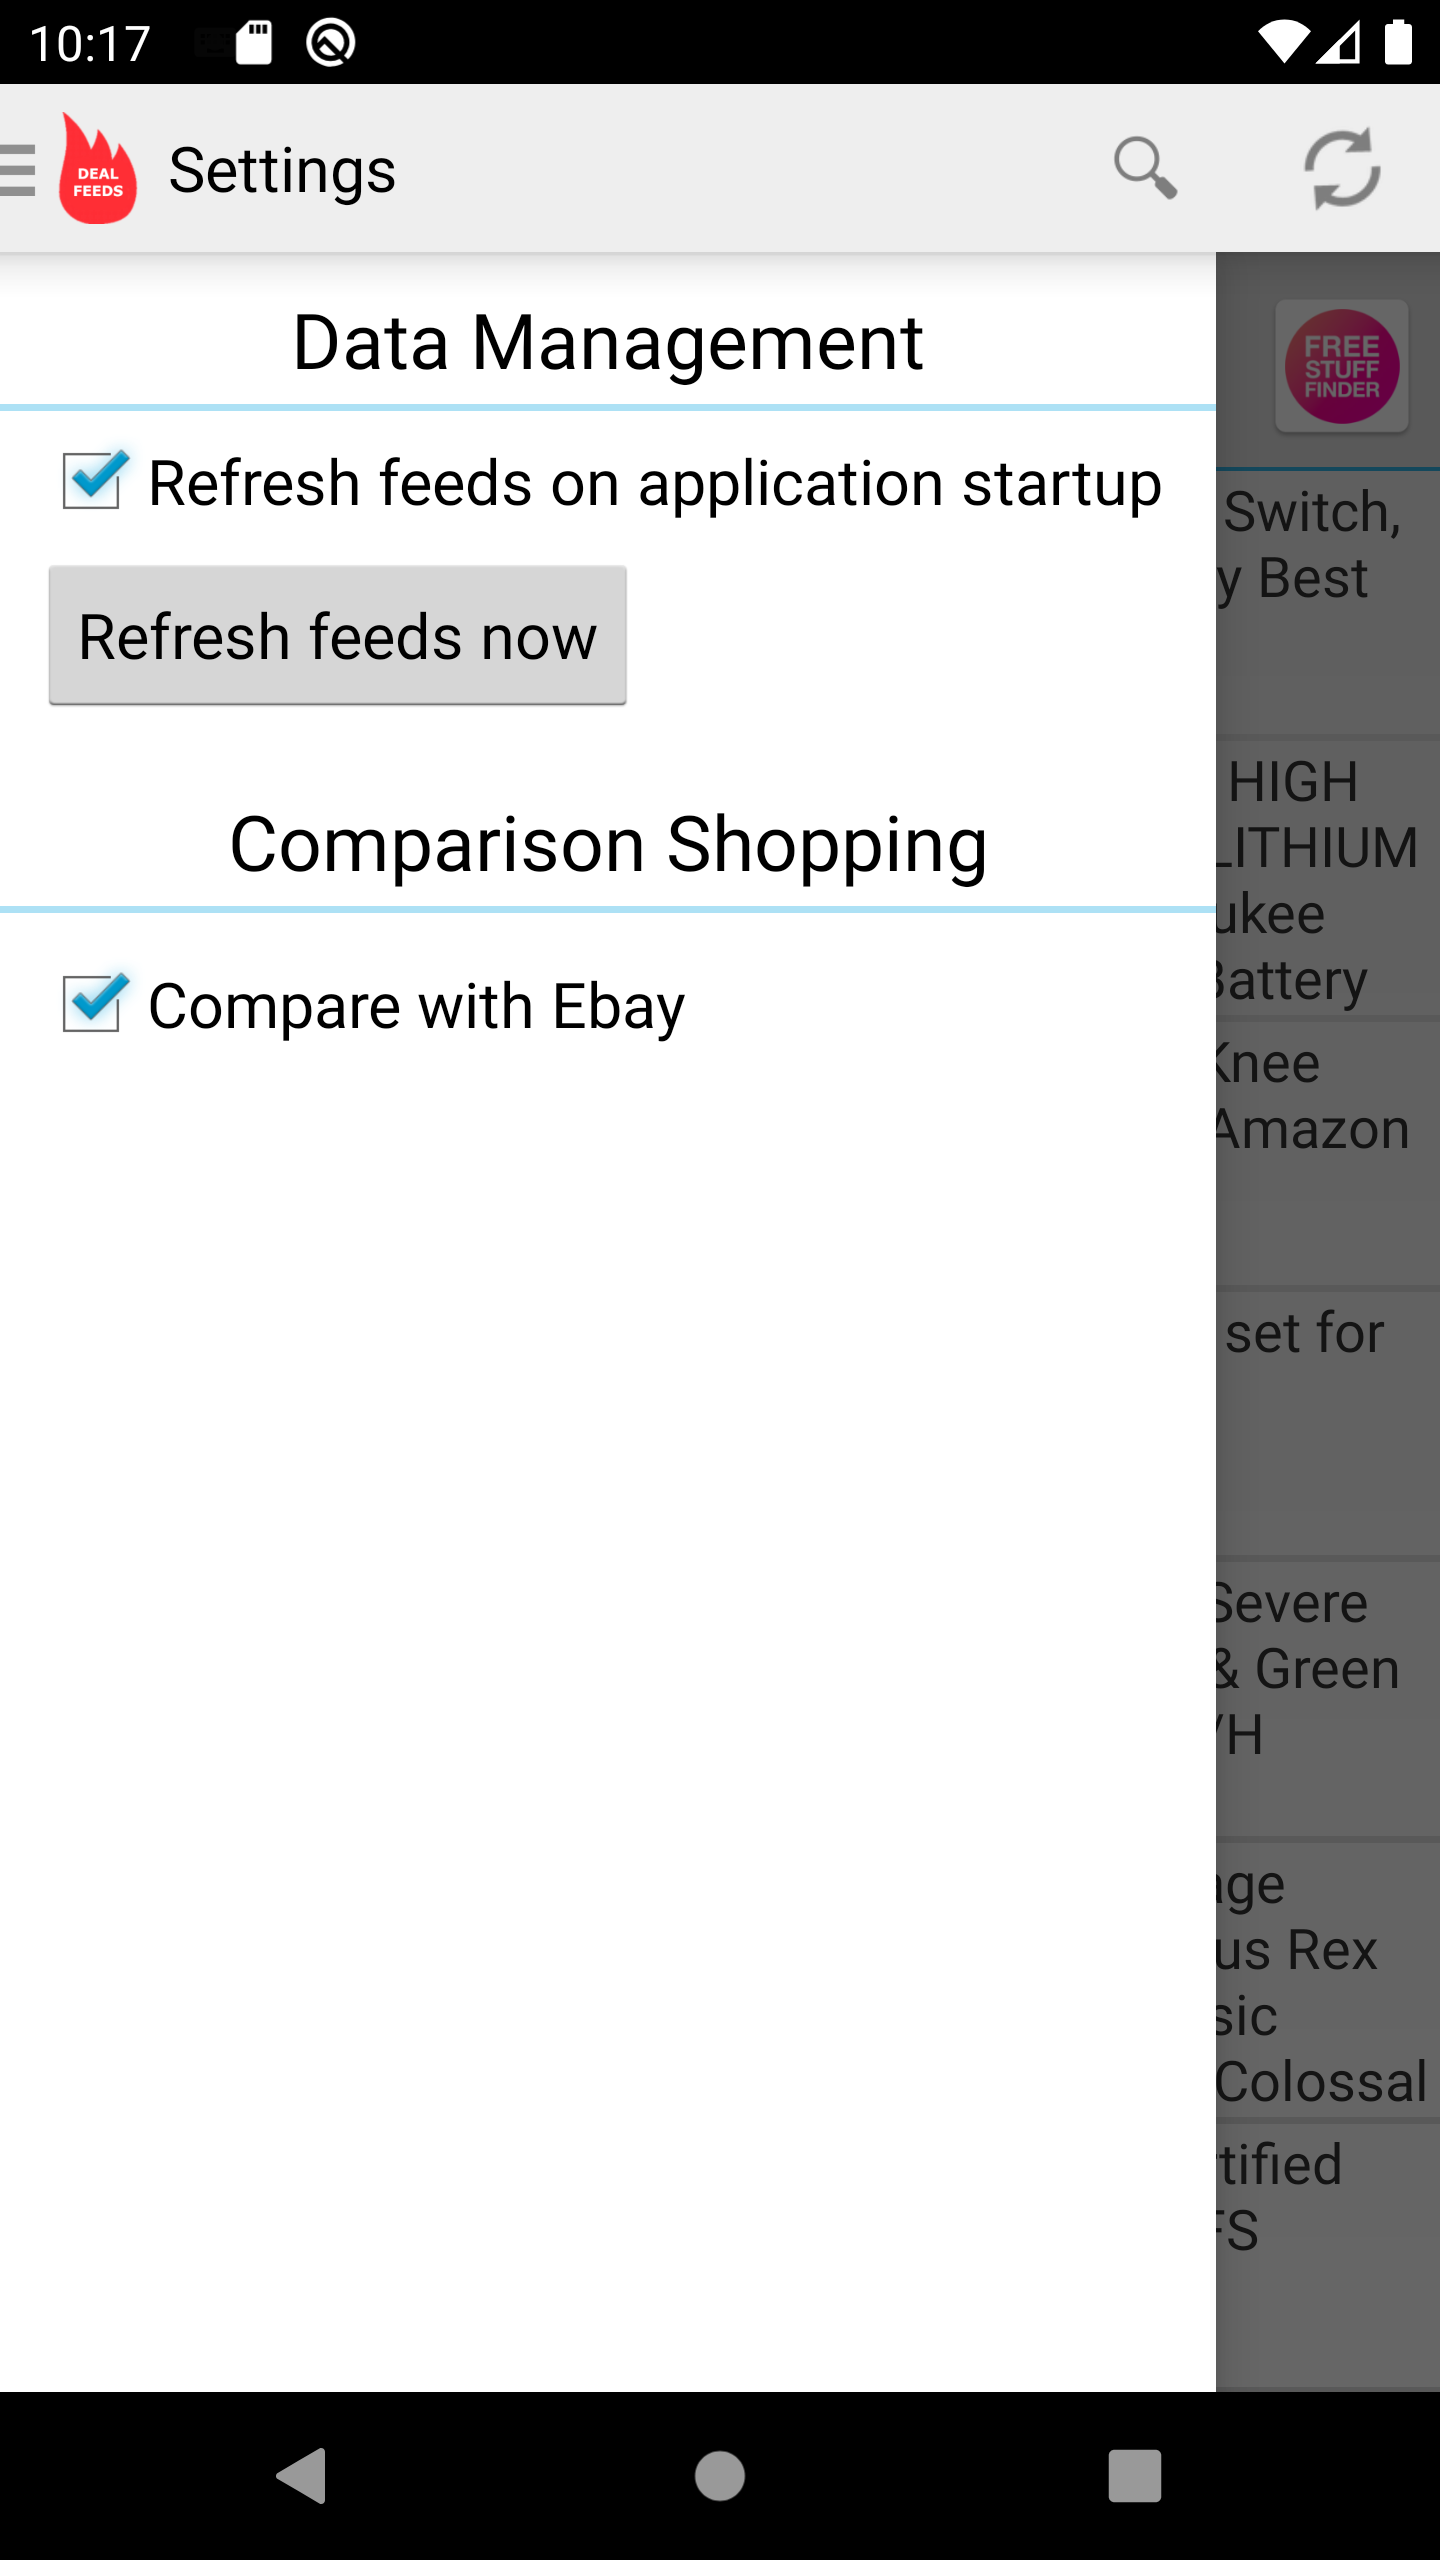 10:17
DEAL
FEEDS
Settings
Data Management
Refresh feeds on application startup
Refresh feeds now
Comparison Shopping
Compare with Ebay
FREE
STUFF
FINDER
Switch,
y Best
HIGH
LITHIUM
ukee
Battery
Knee
Amazon
set for
Severe
& Green
/H
age
us Rex
sic
Colossal
tified
FS